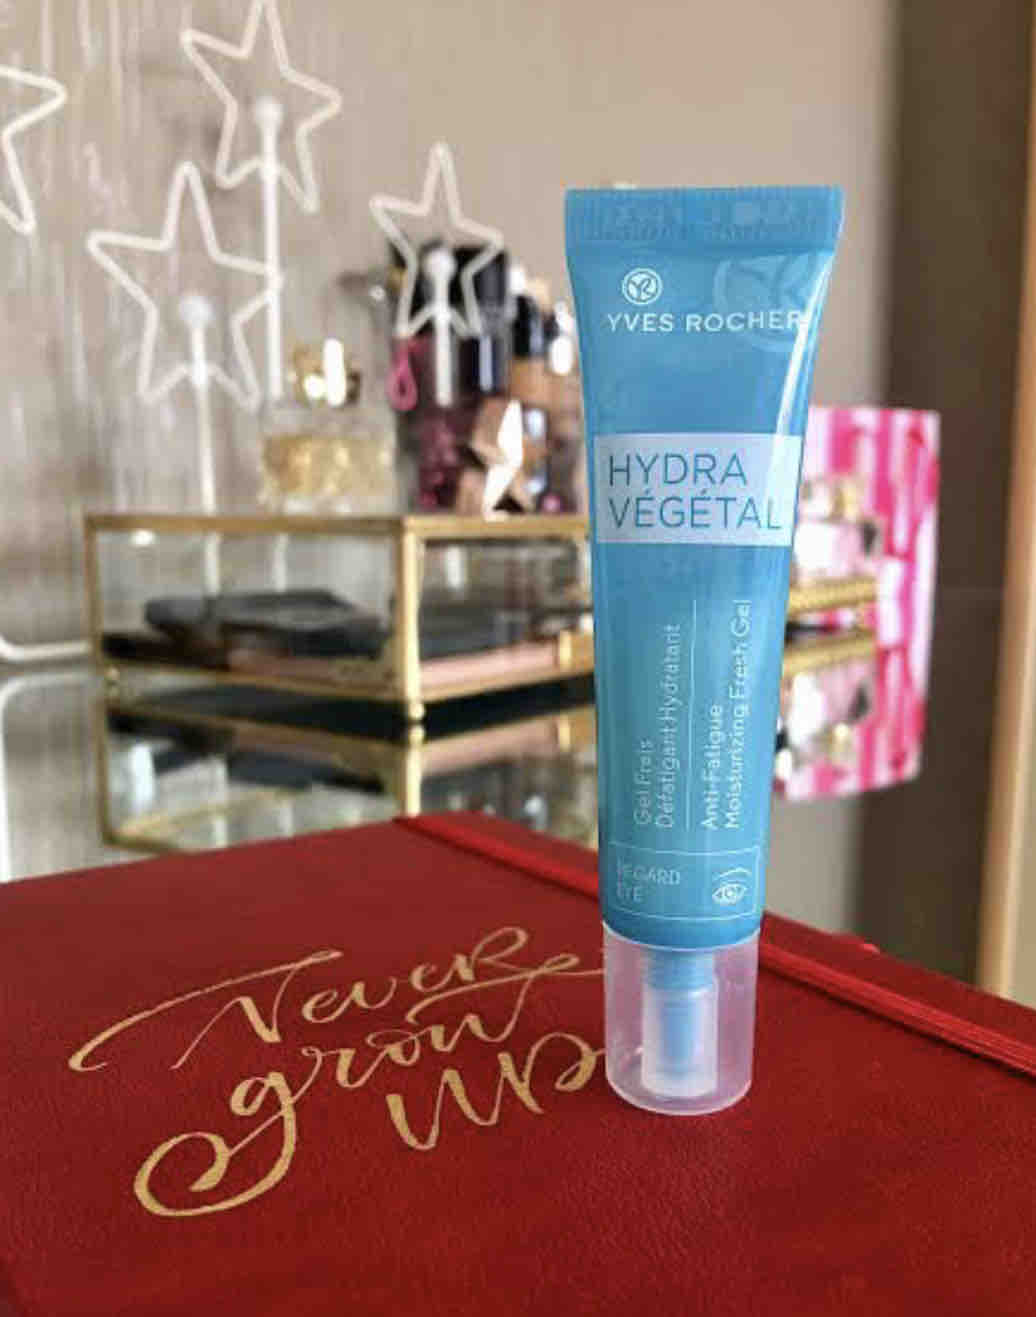 YVES ROCHER
HYDRA
VÉGÉTAL
Gel Frais
Défatigant Hydratant
Anti-Fatigue
Moisturizing Fresh Gel
REGARD
EYE
Never
grow
up